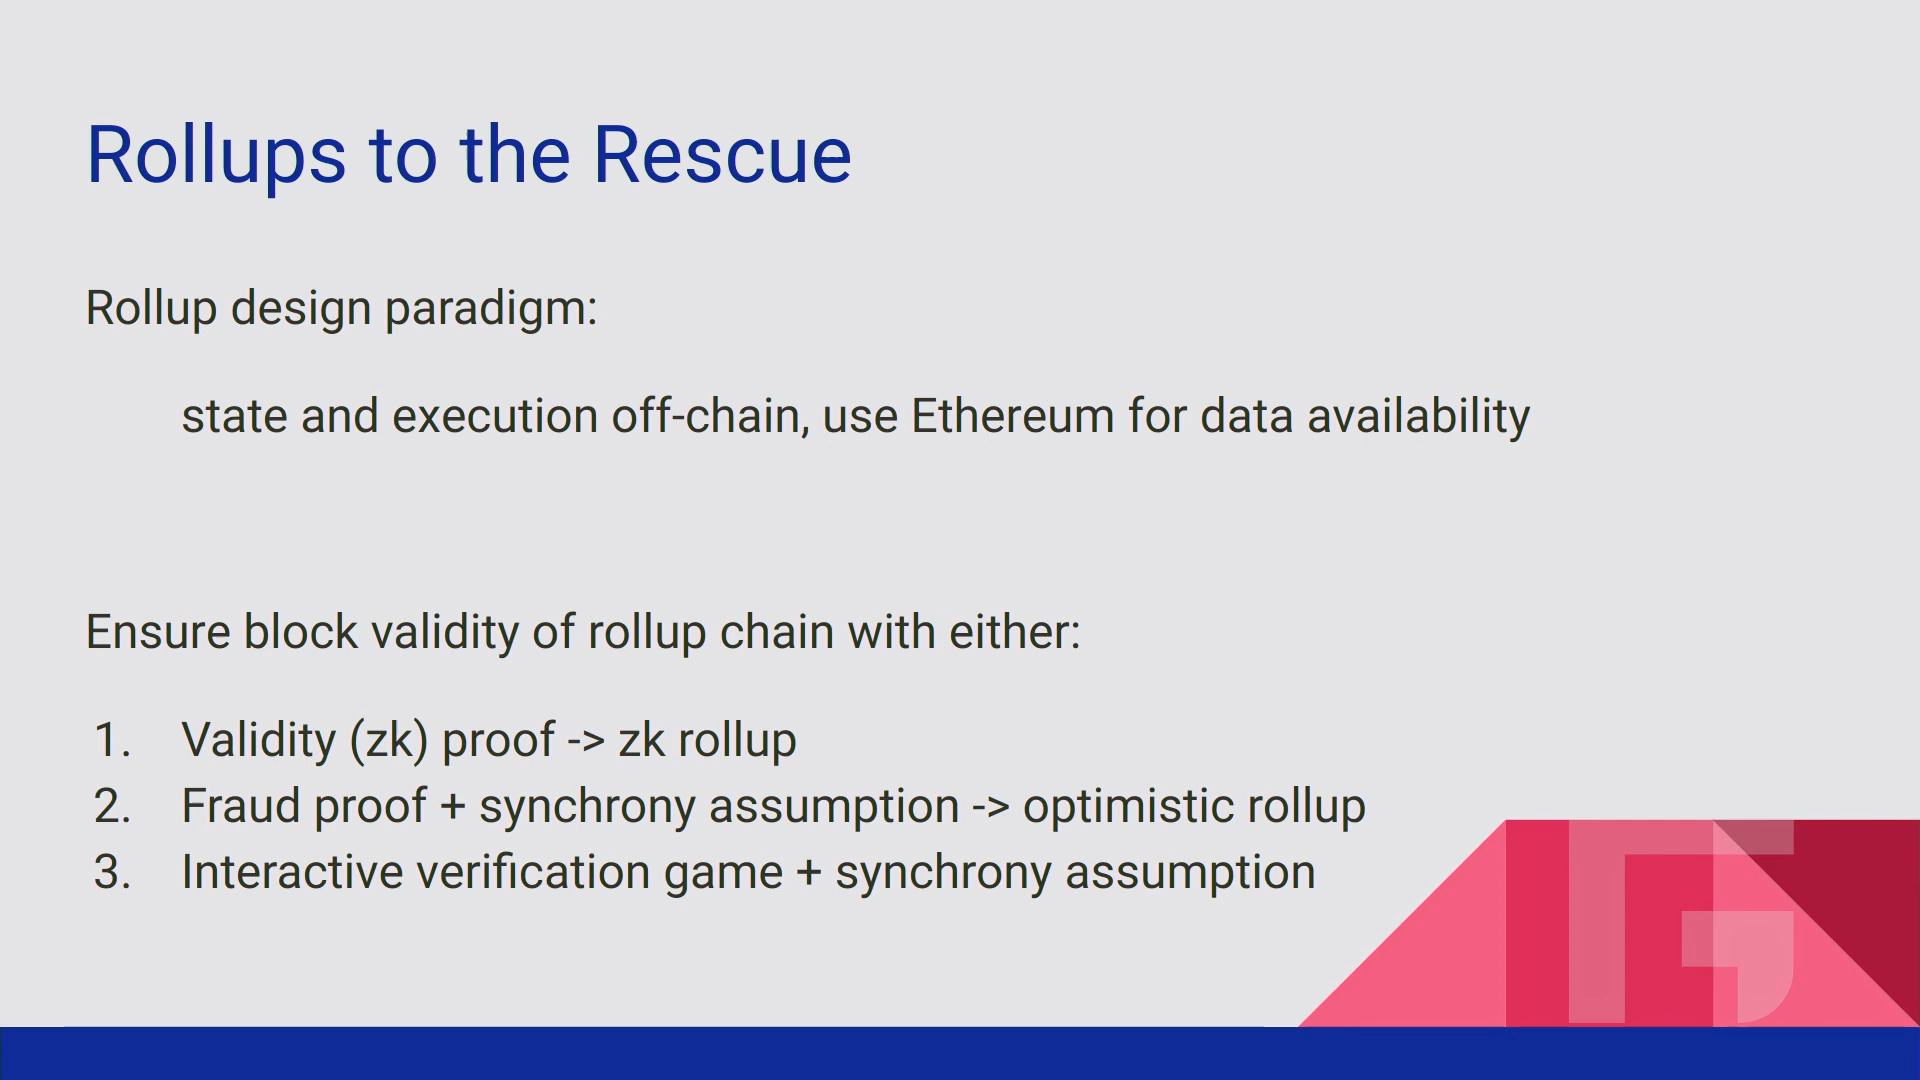 Rollups to the Rescue
Rollup design paradigm:
state and execution off-chain, use Ethereum for data availability
Ensure block validity of rollup chain with either:
1. Validity (zk) proof -> zk rollup
2. Fraud proof + synchrony assumption -> optimistic rollup
3. Interactive verification game + synchrony assumption